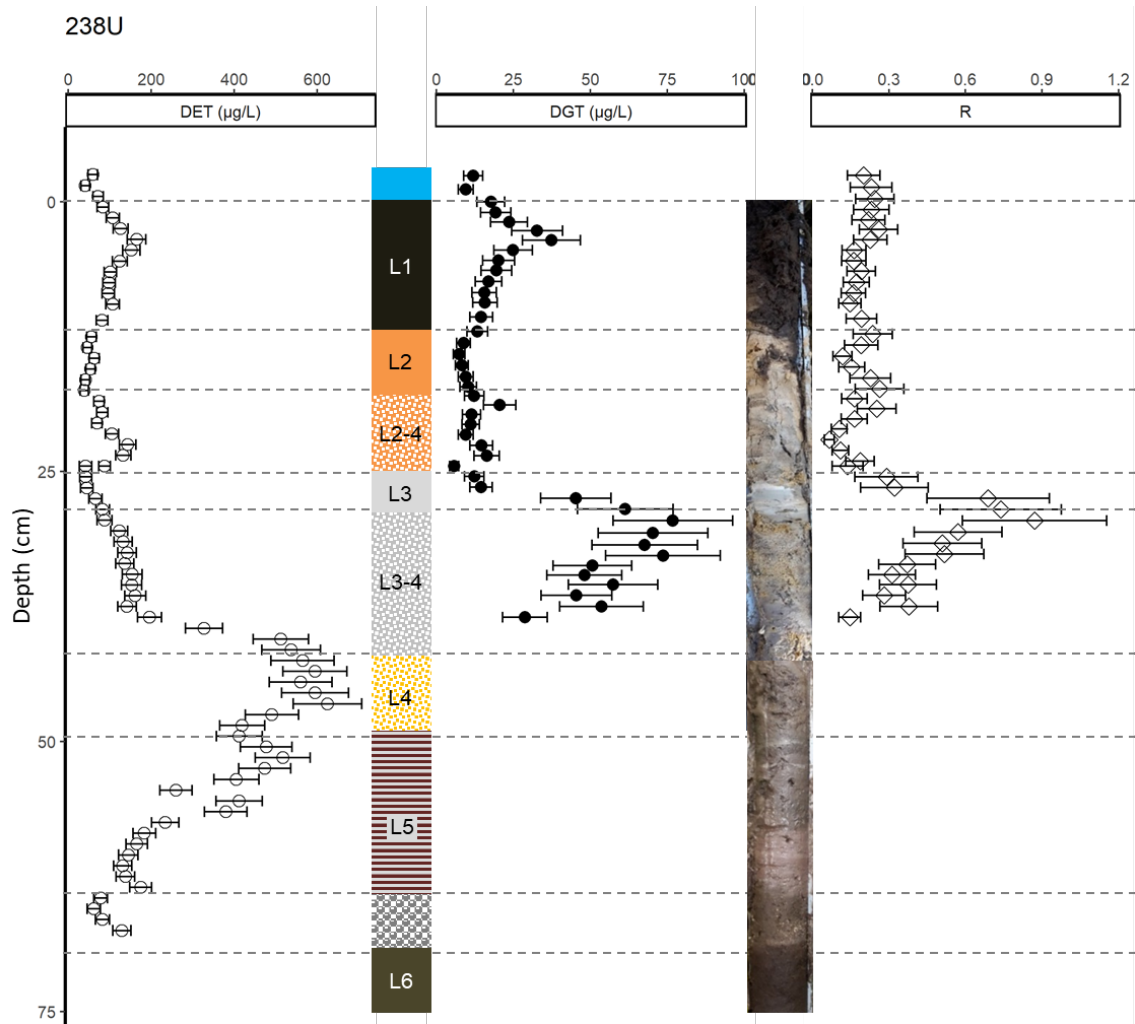 238U
0 200 400 600
0 25 50 75 100
0.0 0.3 0.6 0.9 1.2
DET (µg/L)
DGT (µg/L)
R
0
L1
L2
L2-4
25
L3
L3-4
Depth (cm)
L4
50
L5
L6
75